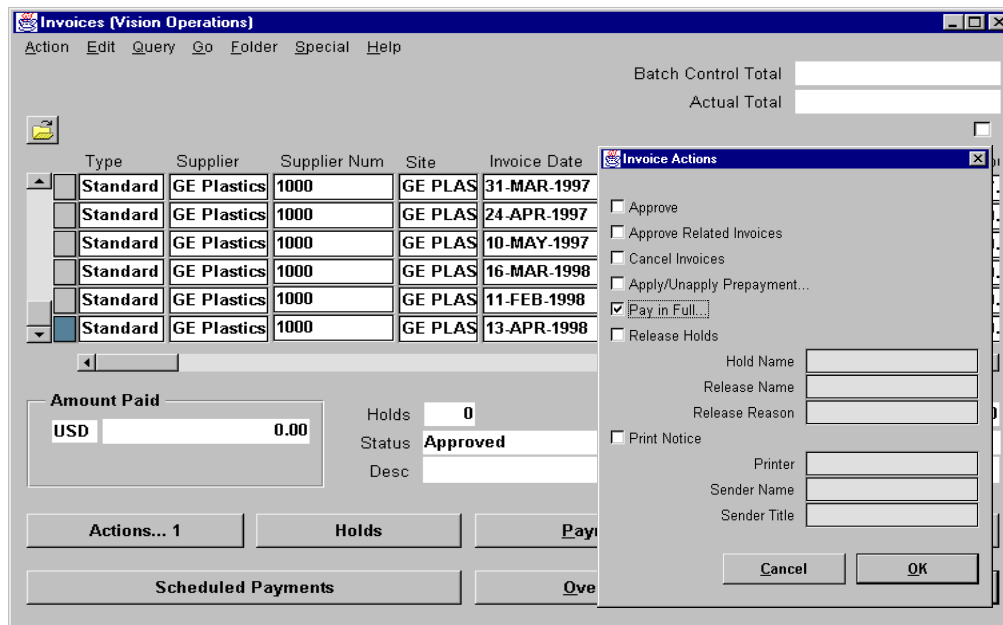 Invoices (Vision Operations)
Action Edit Query Go Folder Special Help
Batch Control Total
Actual Total
Type Supplier Supplier Num Site Invoice Date
Standard GE Plastics 1000 GE PLAS 31-MAR-1997
Standard GE Plastics 1000 GE PLAS 24-APR-1997
Standard GE Plastics 1000 GE PLAS 10-MAY-1997
Standard GE Plastics 1000 GE PLAS 16-MAR-1998
Standard GE Plastics 1000 GE PLAS 11-FEB-1998
Standard GE Plastics 1000 GE PLAS 13-APR-1998
Amount Paid
USD 0.00
Holds 0
Status Approved
Desc
Actions... 1 Holds Pay
Scheduled Payments Ove
Invoice Actions
Approve
Approve Related Invoices
Cancel Invoices
Apply/Unapply Prepayment...
Pay in Full...
Release Holds
Hold Name
Release Name
Release Reason
Print Notice
Printer
Sender Name
Sender Title
Cancel OK